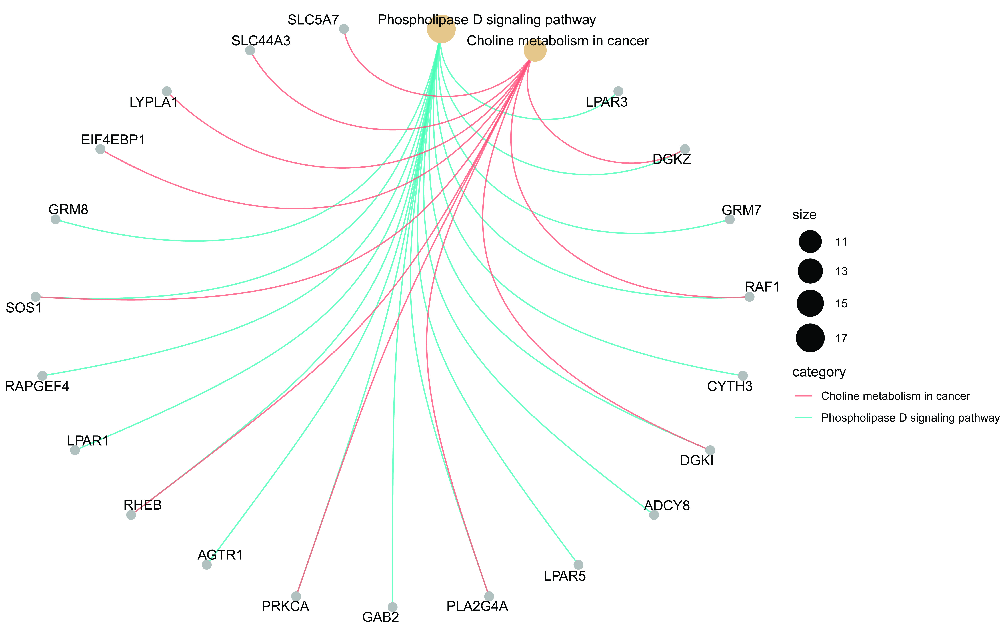 SLC5A7
Phospholipase D signaling pathway
SLC44A3
Choline metabolism in cancer
LYPLA1
LPAR3
EIF4EBP1
DGKZ
GRM8
GRM7
SOS1
RAF1
RAPGEF4
CYTH3
LPAR1
DGKI
RHEB
ADCY8
AGTR1
LPAR5
PRKCA
GAB2
PLA2G4A
size
11
13
15
17
category
Choline metabolism in cancer
Phospholipase D signaling pathway